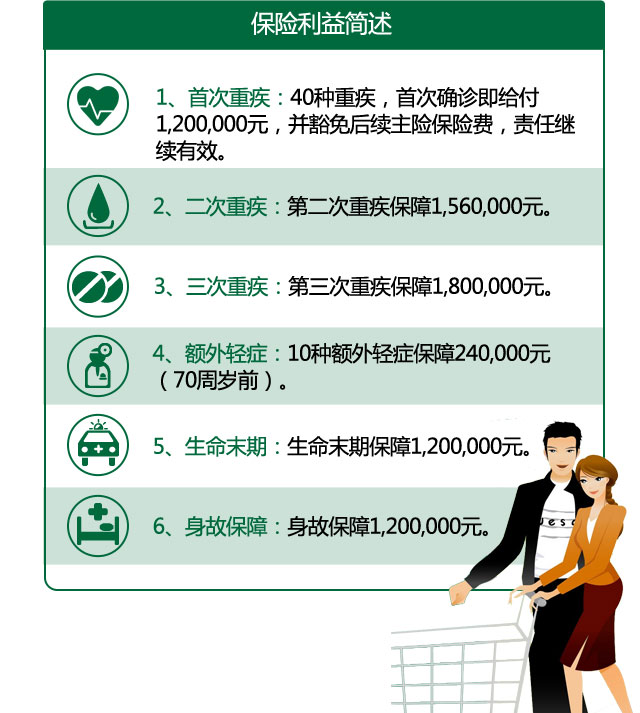 保险利益简述
1、首次重疾：40种重疾，首次确诊即给付
1,200,000元，并豁免后续主险保险费，责任继
续有效。
2、二次重疾：第二次重疾保障1,560,000元。
3、三次重疾：第三次重疾保障1,800,000元。
4、额外轻症：10种额外轻症保障240,000元
（70周岁前）。
5、生命末期：生命末期保障1,200,000元。
6、身故保障：身故保障1,200,000元。